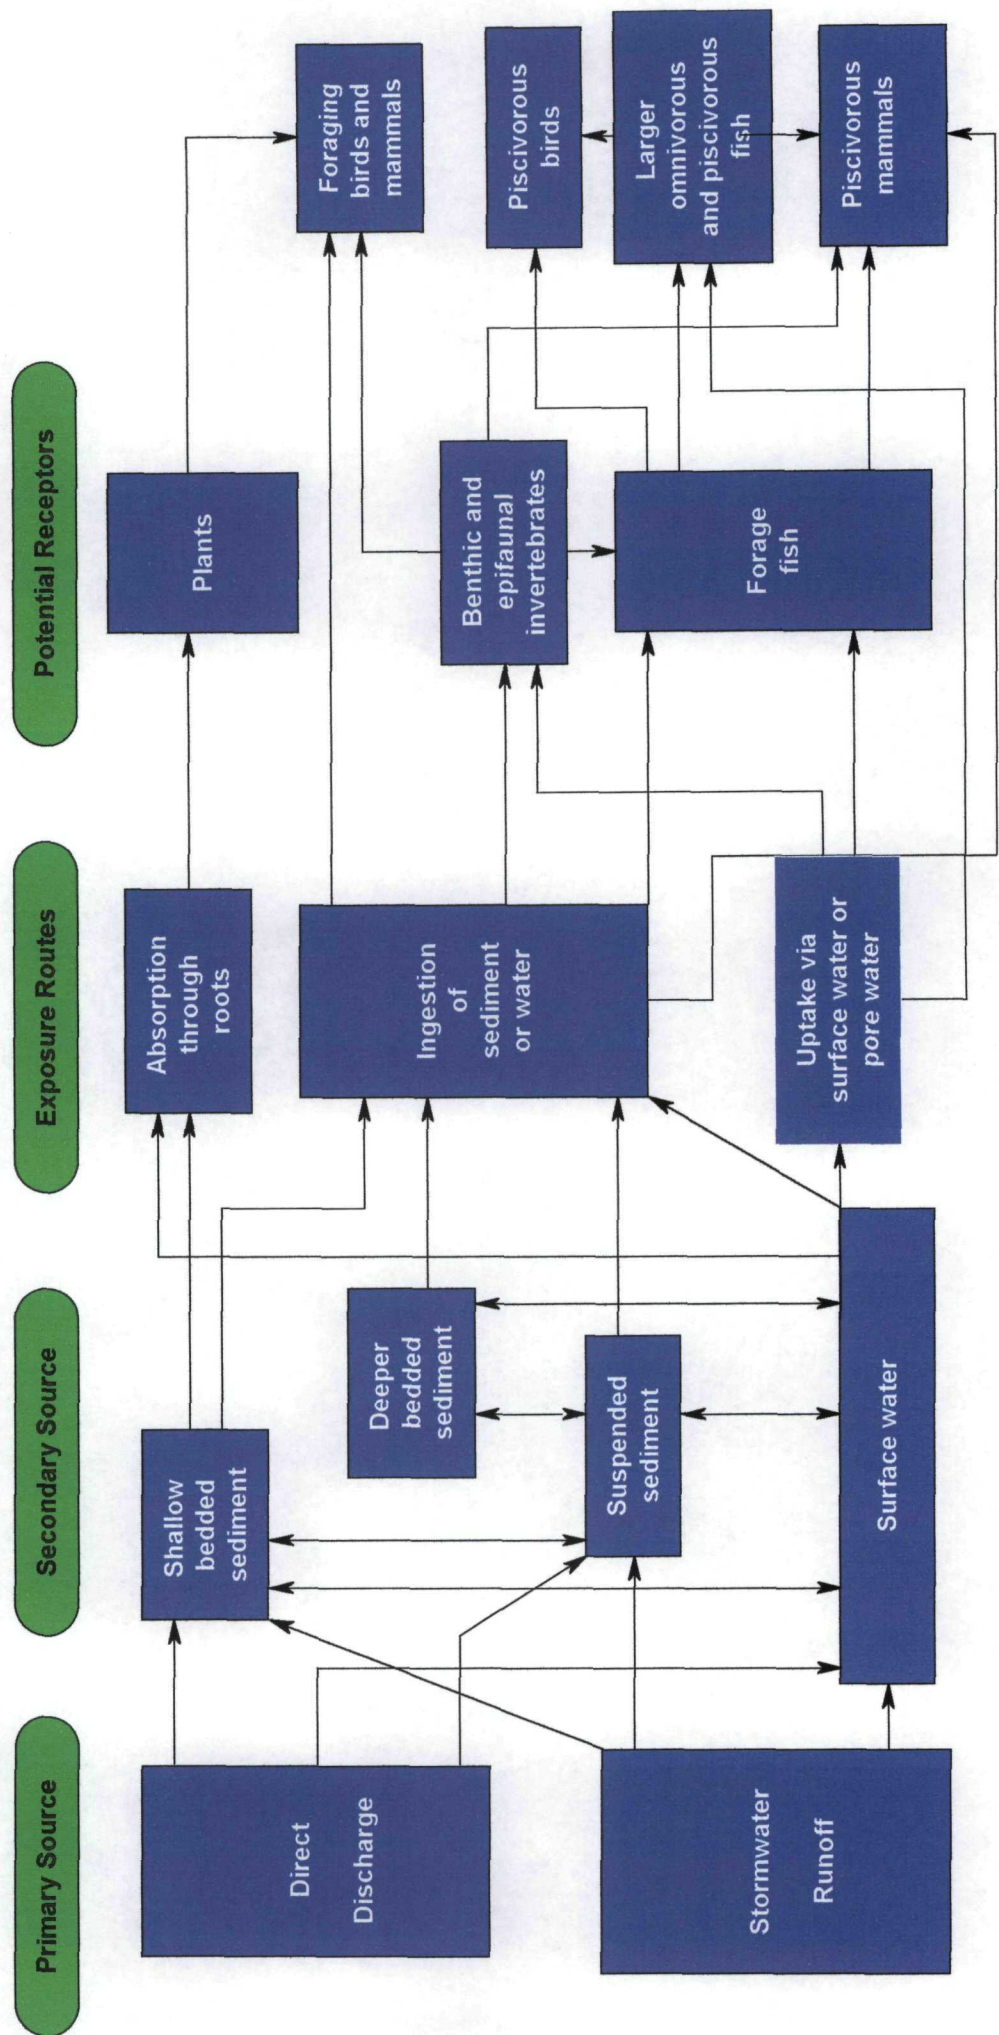 Primary Source
Secondary Source
Exposure Routes
Potential Receptors
Direct
Discharge
Stormwater
Runoff
Shallow
bedded
sediment
Deeper
bedded
sediment
Suspended
sediment
Surface water
Absorption
through
roots
Ingestion
of
sediment
or water
Uptake via
surface water or
pore water
Plants
Benthic and
epifaunal
invertebrates
Forage
fish
Foraging
birds and
mammals
Piscivorous
birds
Larger
omnivorous
and piscivorous
fish
Piscivorous
mammals